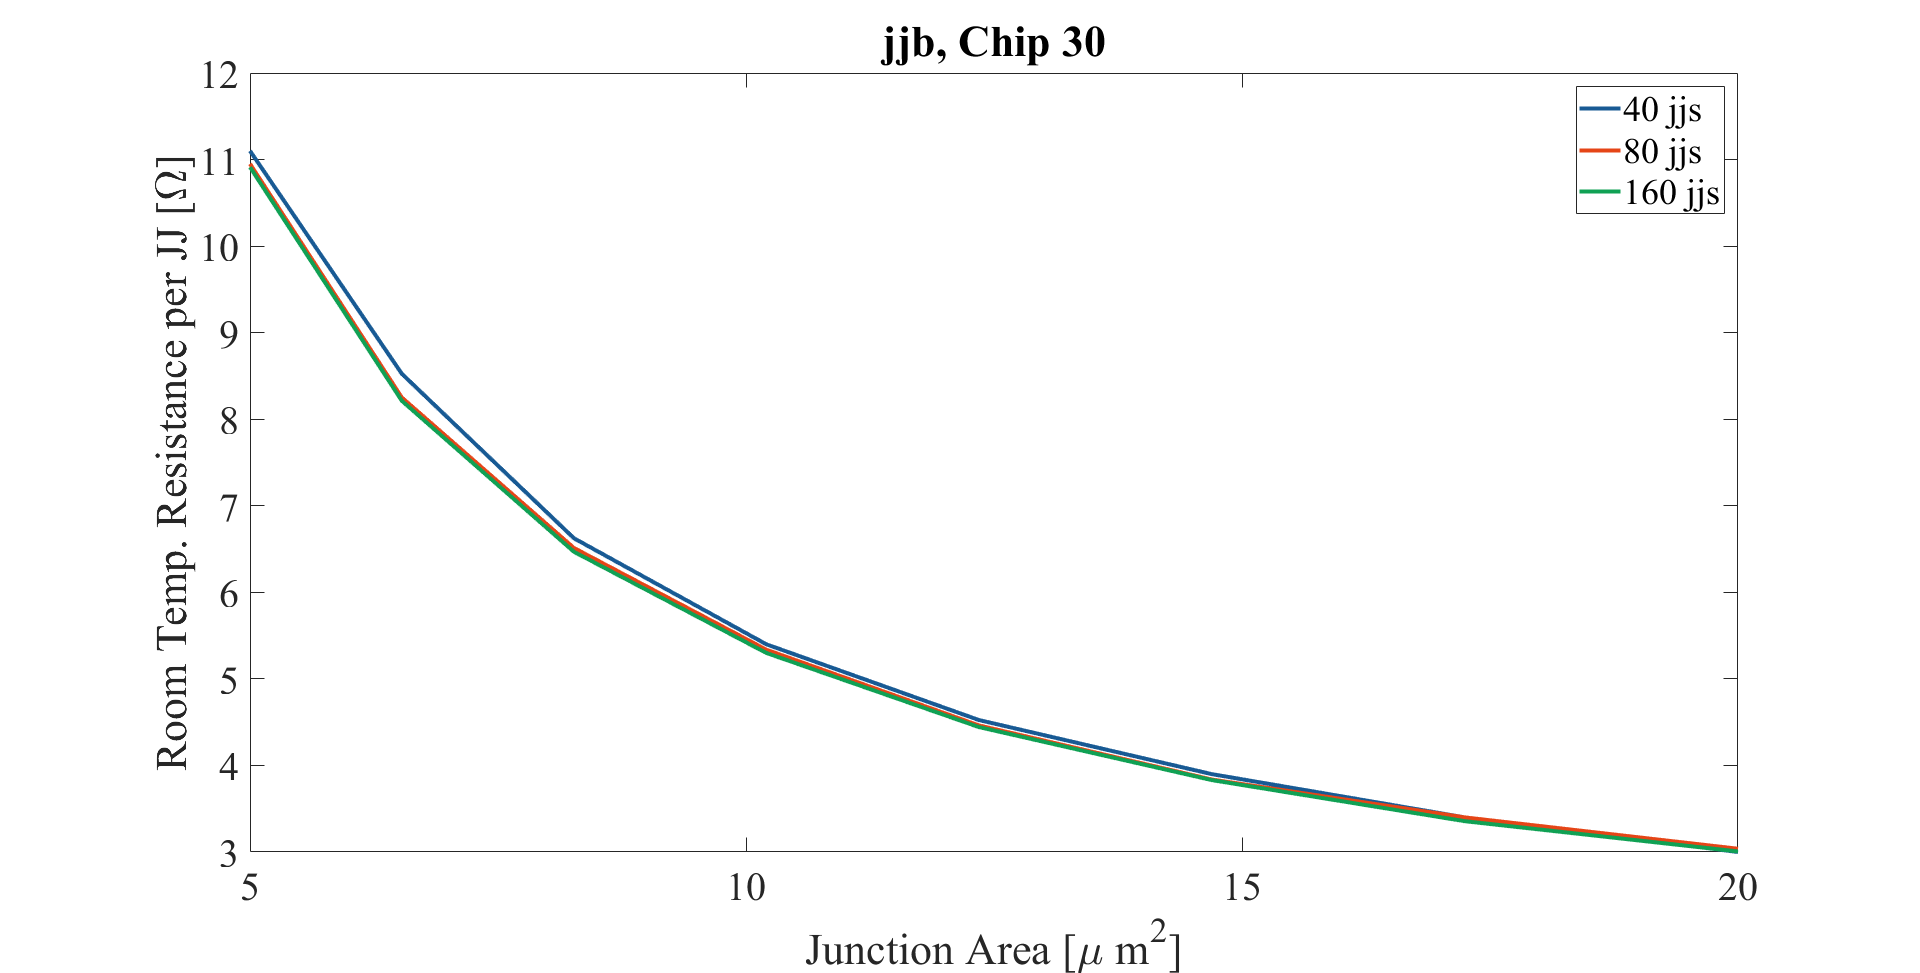 jjb, Chip 30
12
11
10
9
8
7
6
5
4
3
Room Temp. Resistance per JJ [Ω]
40 jjs
80 jjs
160 jjs
5 10 15 20
Junction Area [μ m²]